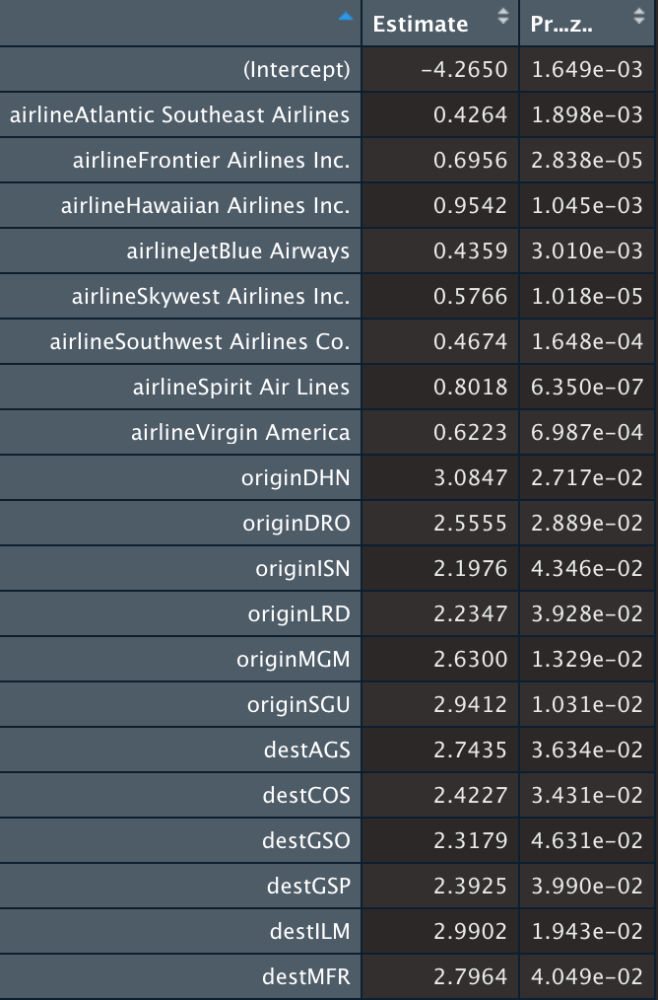 Estimate Pr...z..
(Intercept) -4.2650 1.649e-03
airlineAtlantic Southeast Airlines 0.4264 1.898e-03
airlineFrontier Airlines Inc. 0.6956 2.838e-05
airlineHawaiian Airlines Inc. 0.9542 1.045e-03
airlineJetBlue Airways 0.4359 3.010e-03
airlineSkywest Airlines Inc. 0.5766 1.018e-05
airlineSouthwest Airlines Co. 0.4674 1.648e-04
airlineSpirit Air Lines 0.8018 6.350e-07
airlineVirgin America 0.6223 6.987e-04
originDHN 3.0847 2.717e-02
originDRO 2.5555 2.889e-02
originISN 2.1976 4.346e-02
originLRD 2.2347 3.928e-02
originMGM 2.6300 1.329e-02
originSGU 2.9412 1.031e-02
destAGS 2.7435 3.634e-02
destCOS 2.4227 3.431e-02
destGSO 2.3179 4.631e-02
destGSP 2.3925 3.990e-02
destILM 2.9902 1.943e-02
destMFR 2.7964 4.049e-02